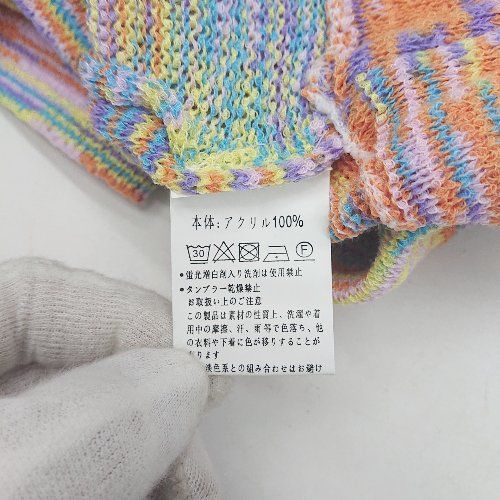 本体:アクリル100%
30 F
●蛍光増白剤入り洗剤は使用禁止
●タンブラー乾燥禁止
お取扱い上のご注意
この製品は素材の性質上、洗濯や着
用中の摩擦、汗、雨等で色落ち、他
の衣料や下着に色が移りすることが
あります
淡色系との組み合わせはお避け